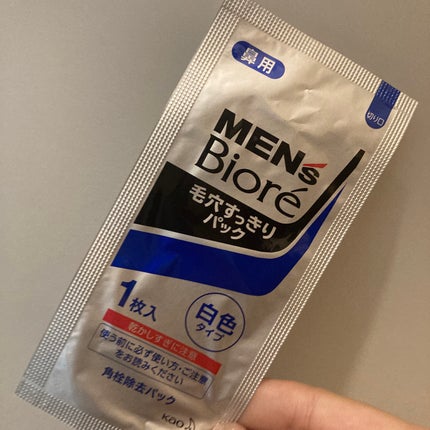 鼻用
切り口
MEN's
Bioré
毛穴すっきり
パック
1枚入
白色
タイプ
乾かしすぎに注意
使う前に必ず使い方・ご注意
をお読みください
角栓除去パック
Kao